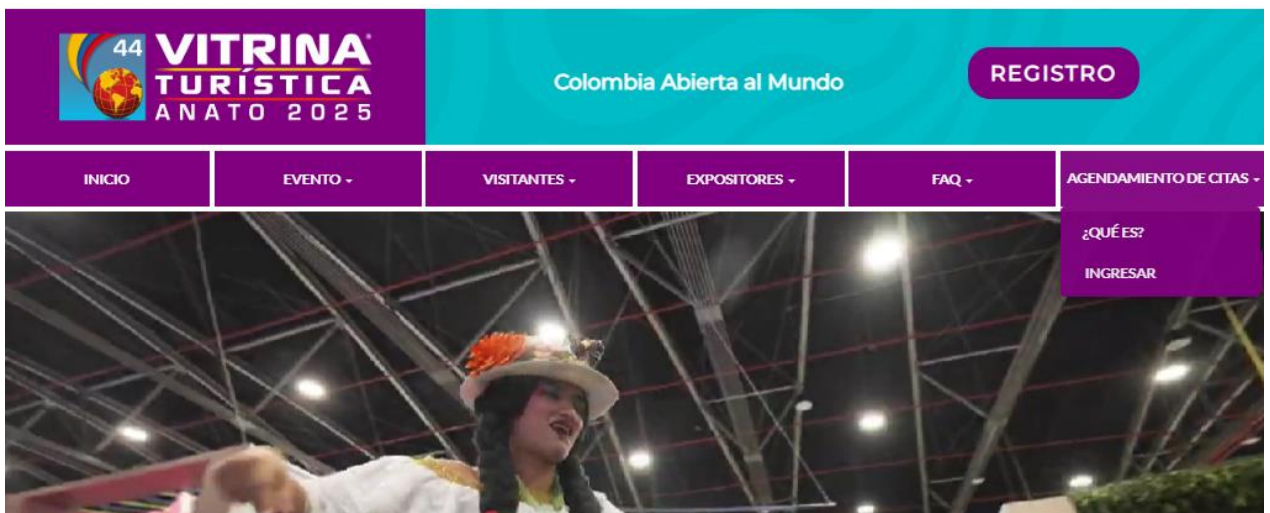 44 VITRINA
TURÍSTICA
ANATO 2025
Colombia Abierta al Mundo
REGISTRO
INICIO
EVENTO
VISITANTES
EXPOSITORES
FAQ
AGENDAMIENTO DE CITAS
¿QUÉ ES?
INGRESAR